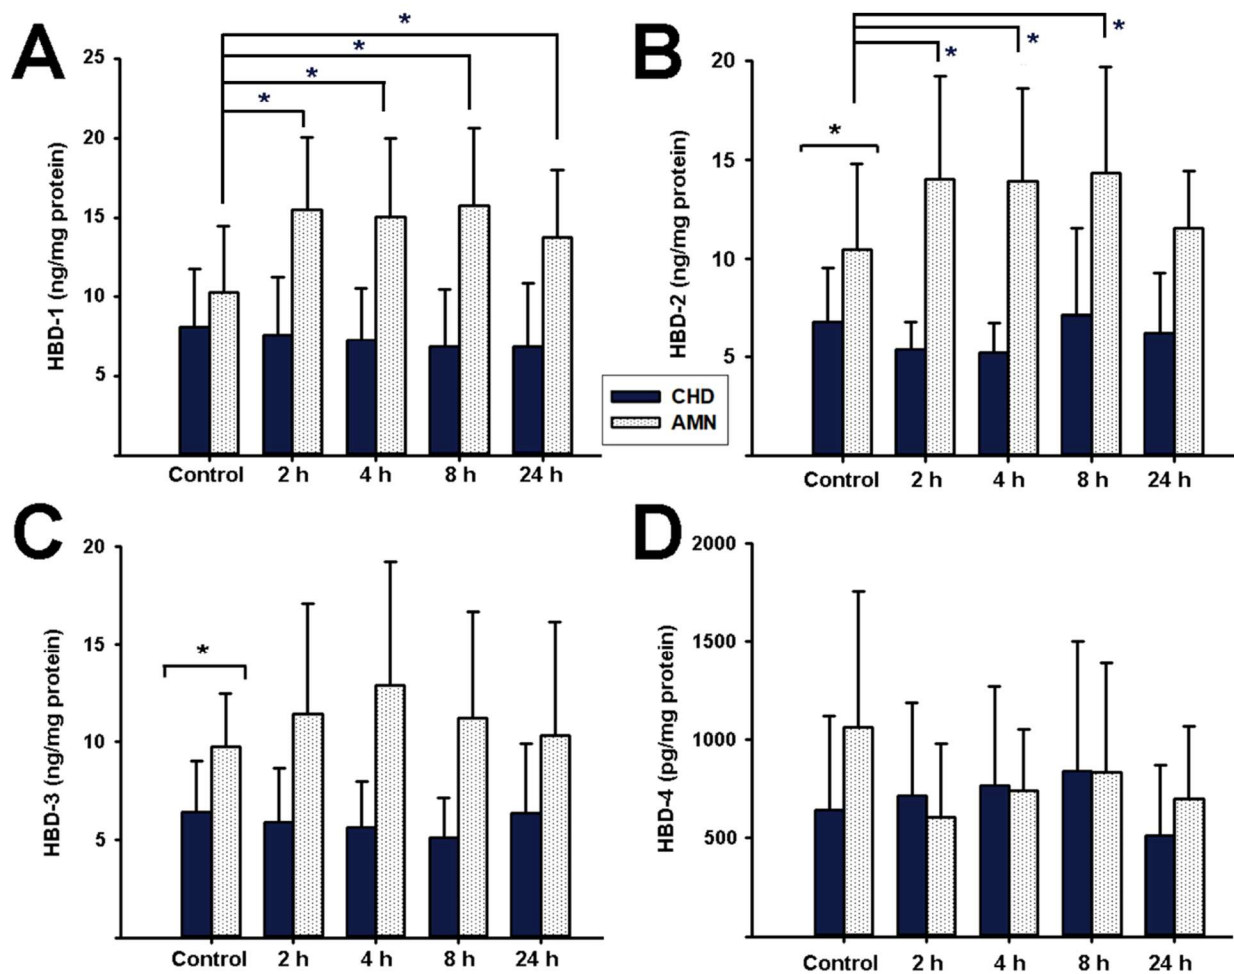 A
HBD-1 (ng/mg protein)
25
20
15
10
5
*
*
*
*
Control 2 h 4 h 8 h 24 h
B
HBD-2 (ng/mg protein)
20
15
10
5
*
*
*
*
Control 2 h 4 h 8 h 24 h
CHD
AMN
C
HBD-3 (ng/mg protein)
20
15
10
5
*
Control 2 h 4 h 8 h 24 h
D
HBD-4 (pg/mg protein)
2000
1500
1000
500
Control 2 h 4 h 8 h 24 h